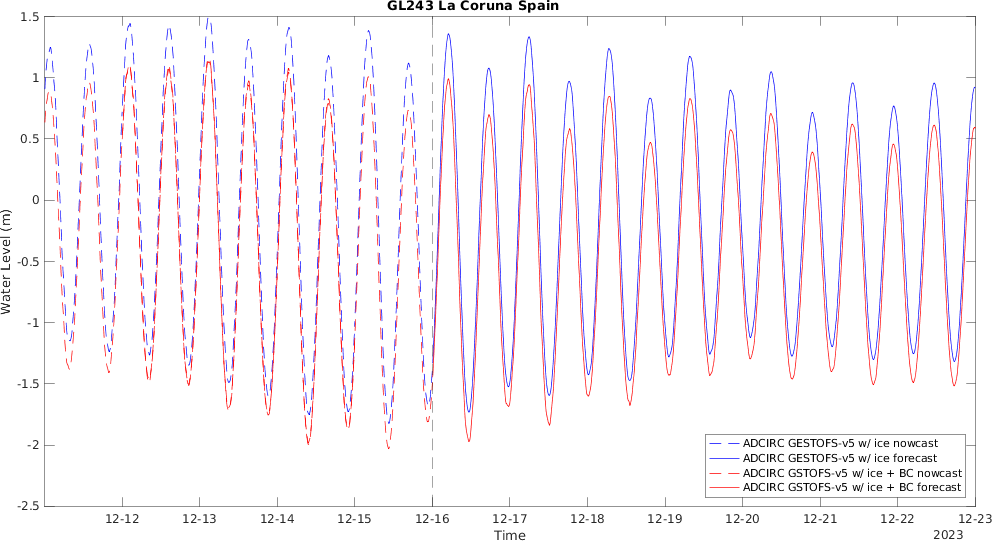 GL243 La Coruna Spain
1.5
1
0.5
0
-0.5
-1
-1.5
-2
-2.5
Water Level (m)
ADCIRC GESTOFS-v5 w/ ice nowcast
ADCIRC GESTOFS-v5 w/ ice forecast
ADCIRC GSTOFS-v5 w/ ice + BC nowcast
ADCIRC GSTOFS-v5 w/ ice + BC forecast
12-12 12-13 12-14 12-15 12-16 12-17 12-18 12-19 12-20 12-21 12-22 12-23
Time
2023